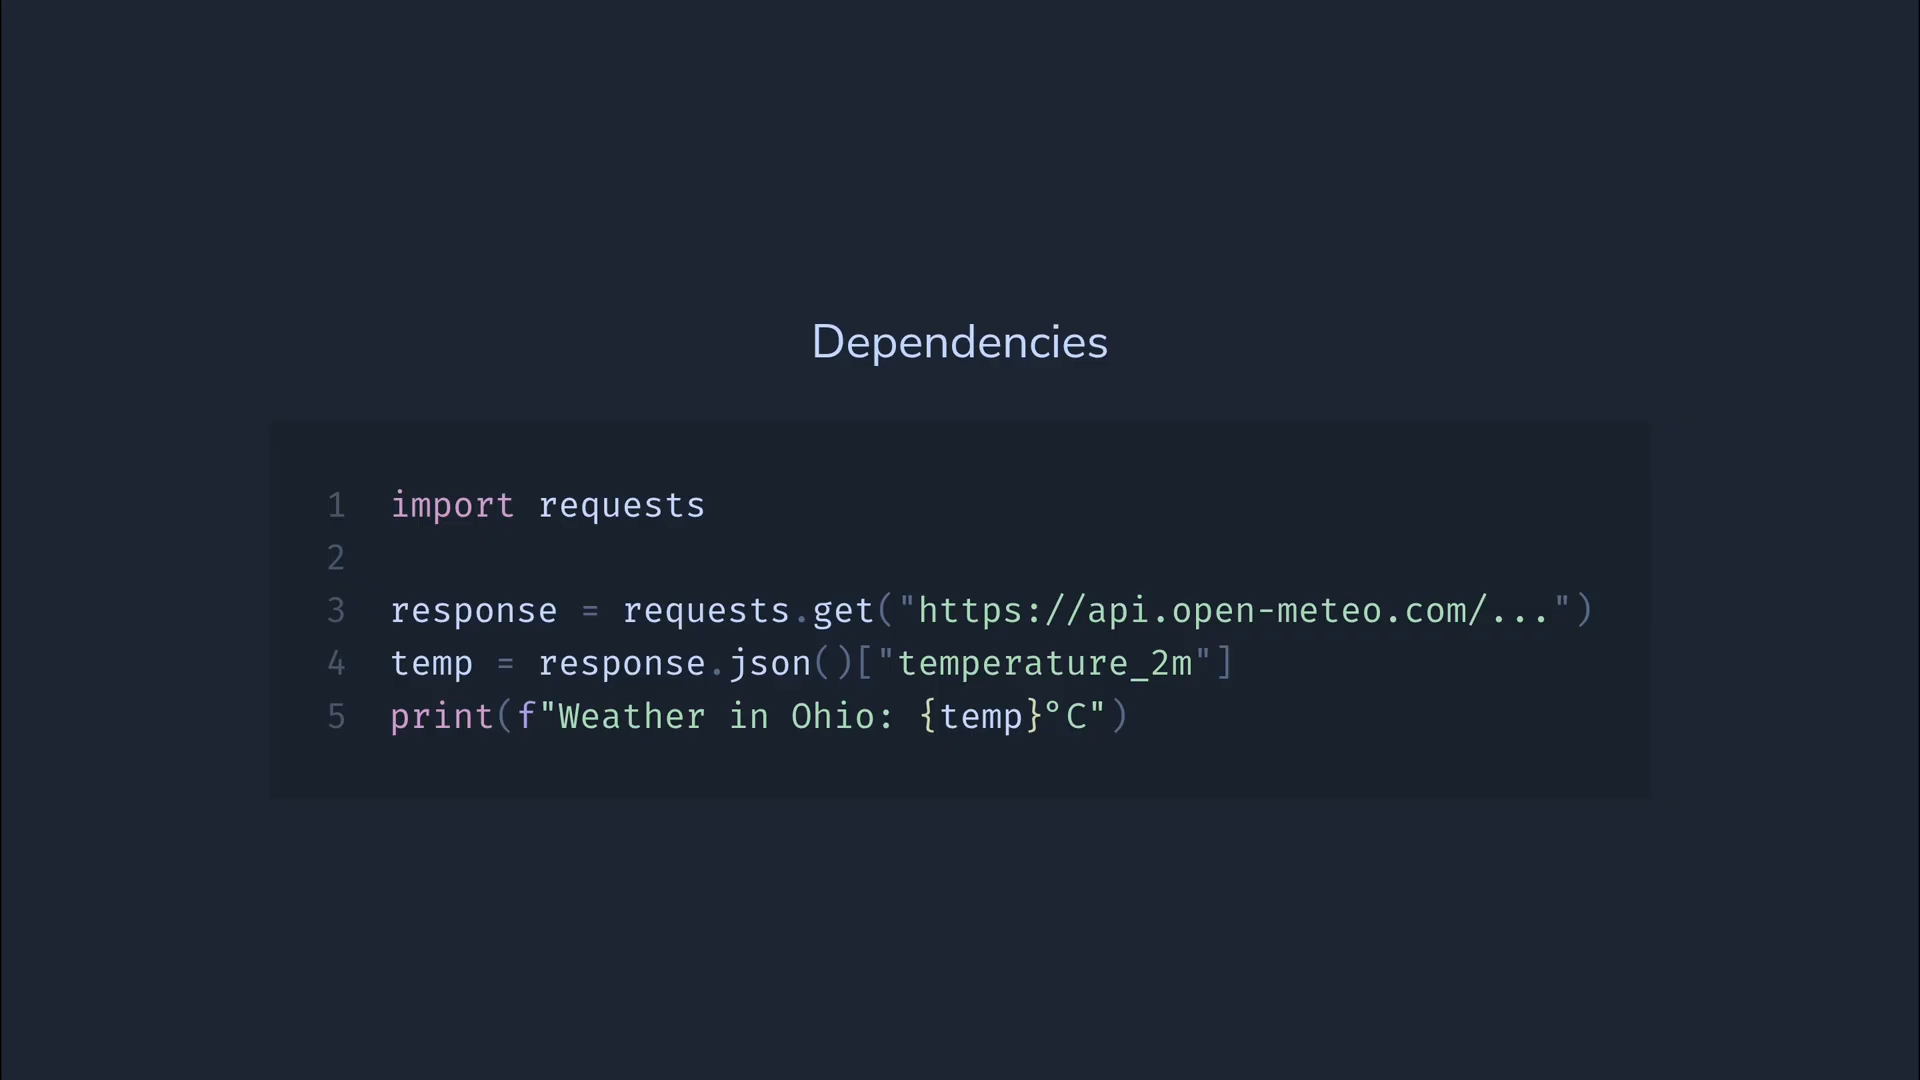 Dependencies
1 import requests
2
3 response = requests.get("https://api.open-meteo.com/...")
4 temp = response.json()["temperature_2m"]
5 print(f"Weather in Ohio: {temp}°C")